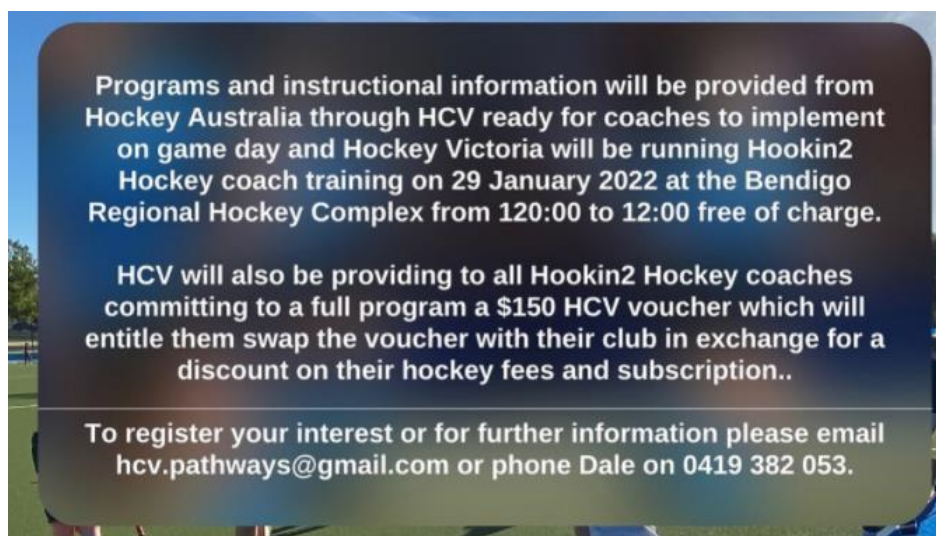 Programs and instructional information will be provided from
Hockey Australia through HCV ready for coaches to implement
on game day and Hockey Victoria will be running Hookin2
Hockey coach training on 29 January 2022 at the Bendigo
Regional Hockey Complex from 120:00 to 12:00 free of charge.
HCV will also be providing to all Hookin2 Hockey coaches
committing to a full program a $150 HCV voucher which will
entitle them swap the voucher with their club in exchange for a
discount on their hockey fees and subscription..
To register your interest or for further information please email
hcv.pathways@gmail.com or phone Dale on 0419 382 053.